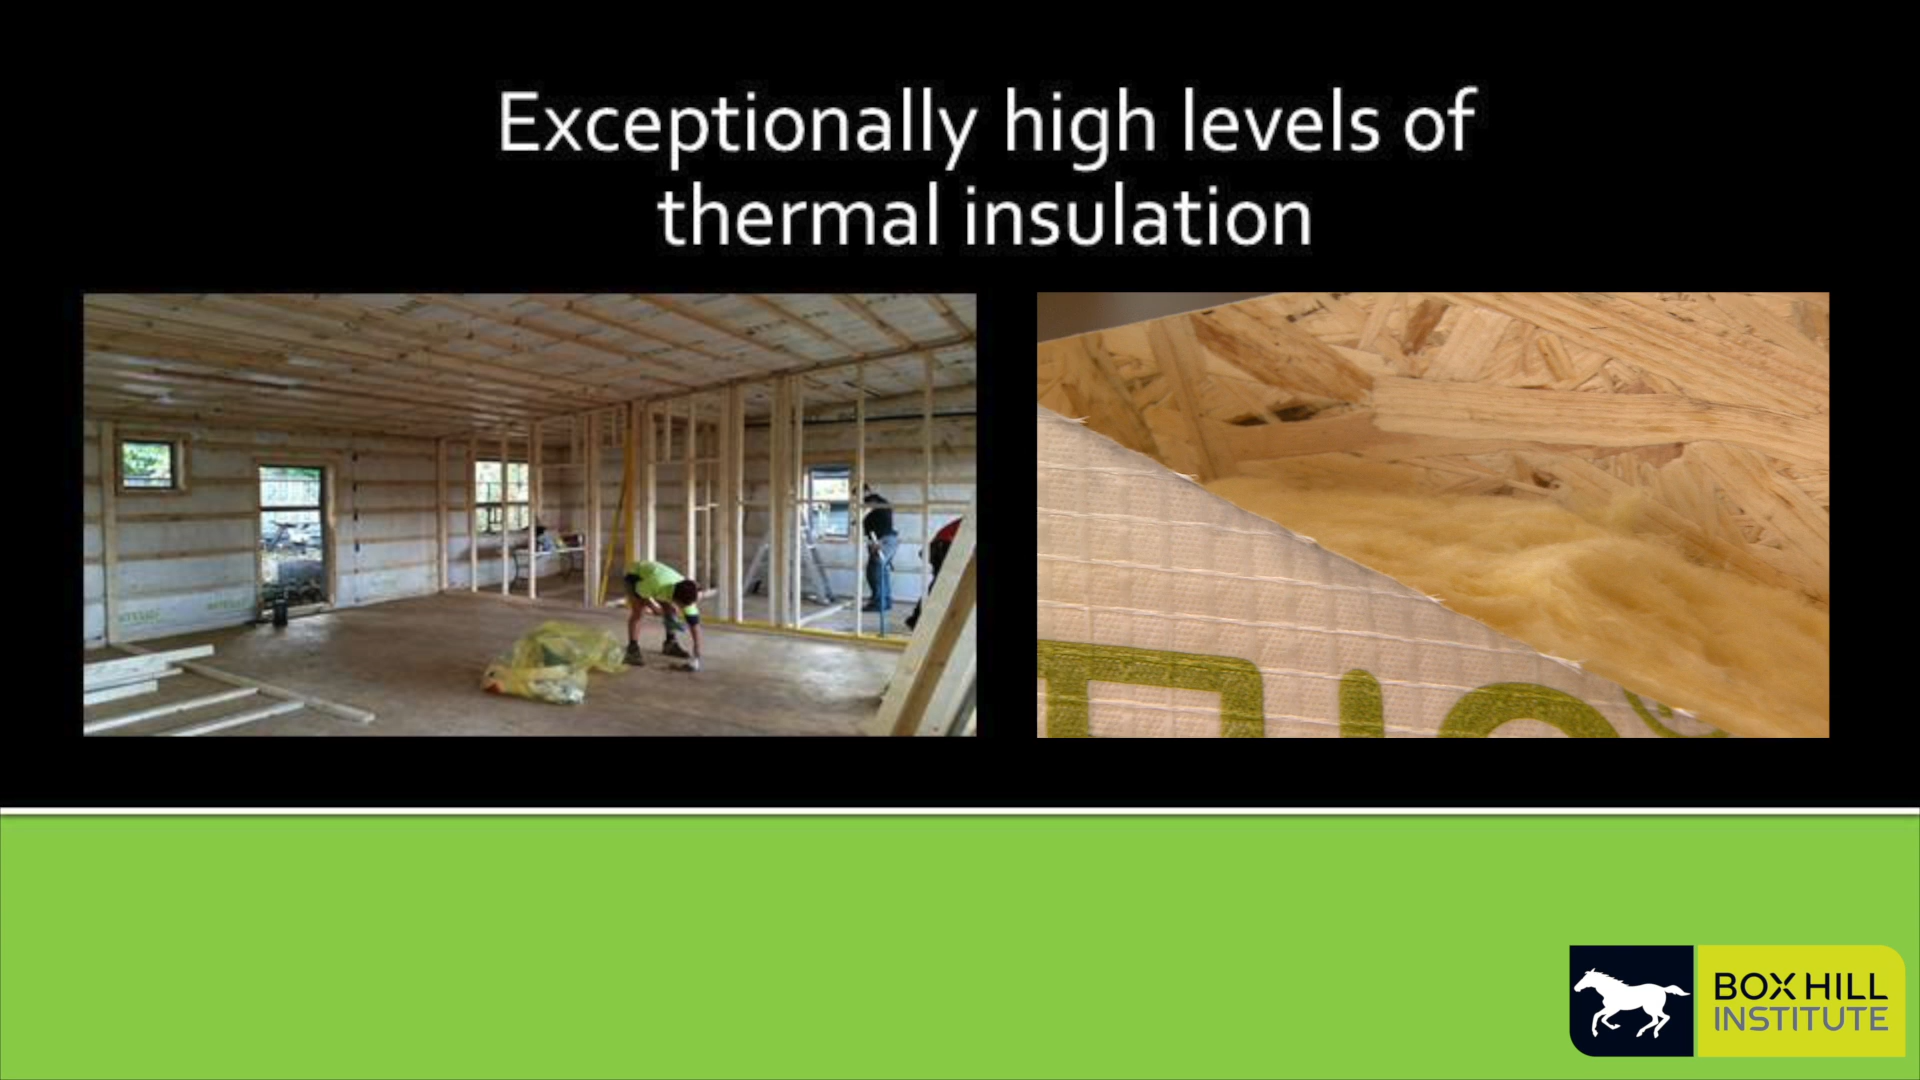 Exceptionally high levels of
thermal insulation
BOX HILL
INSTITUTE